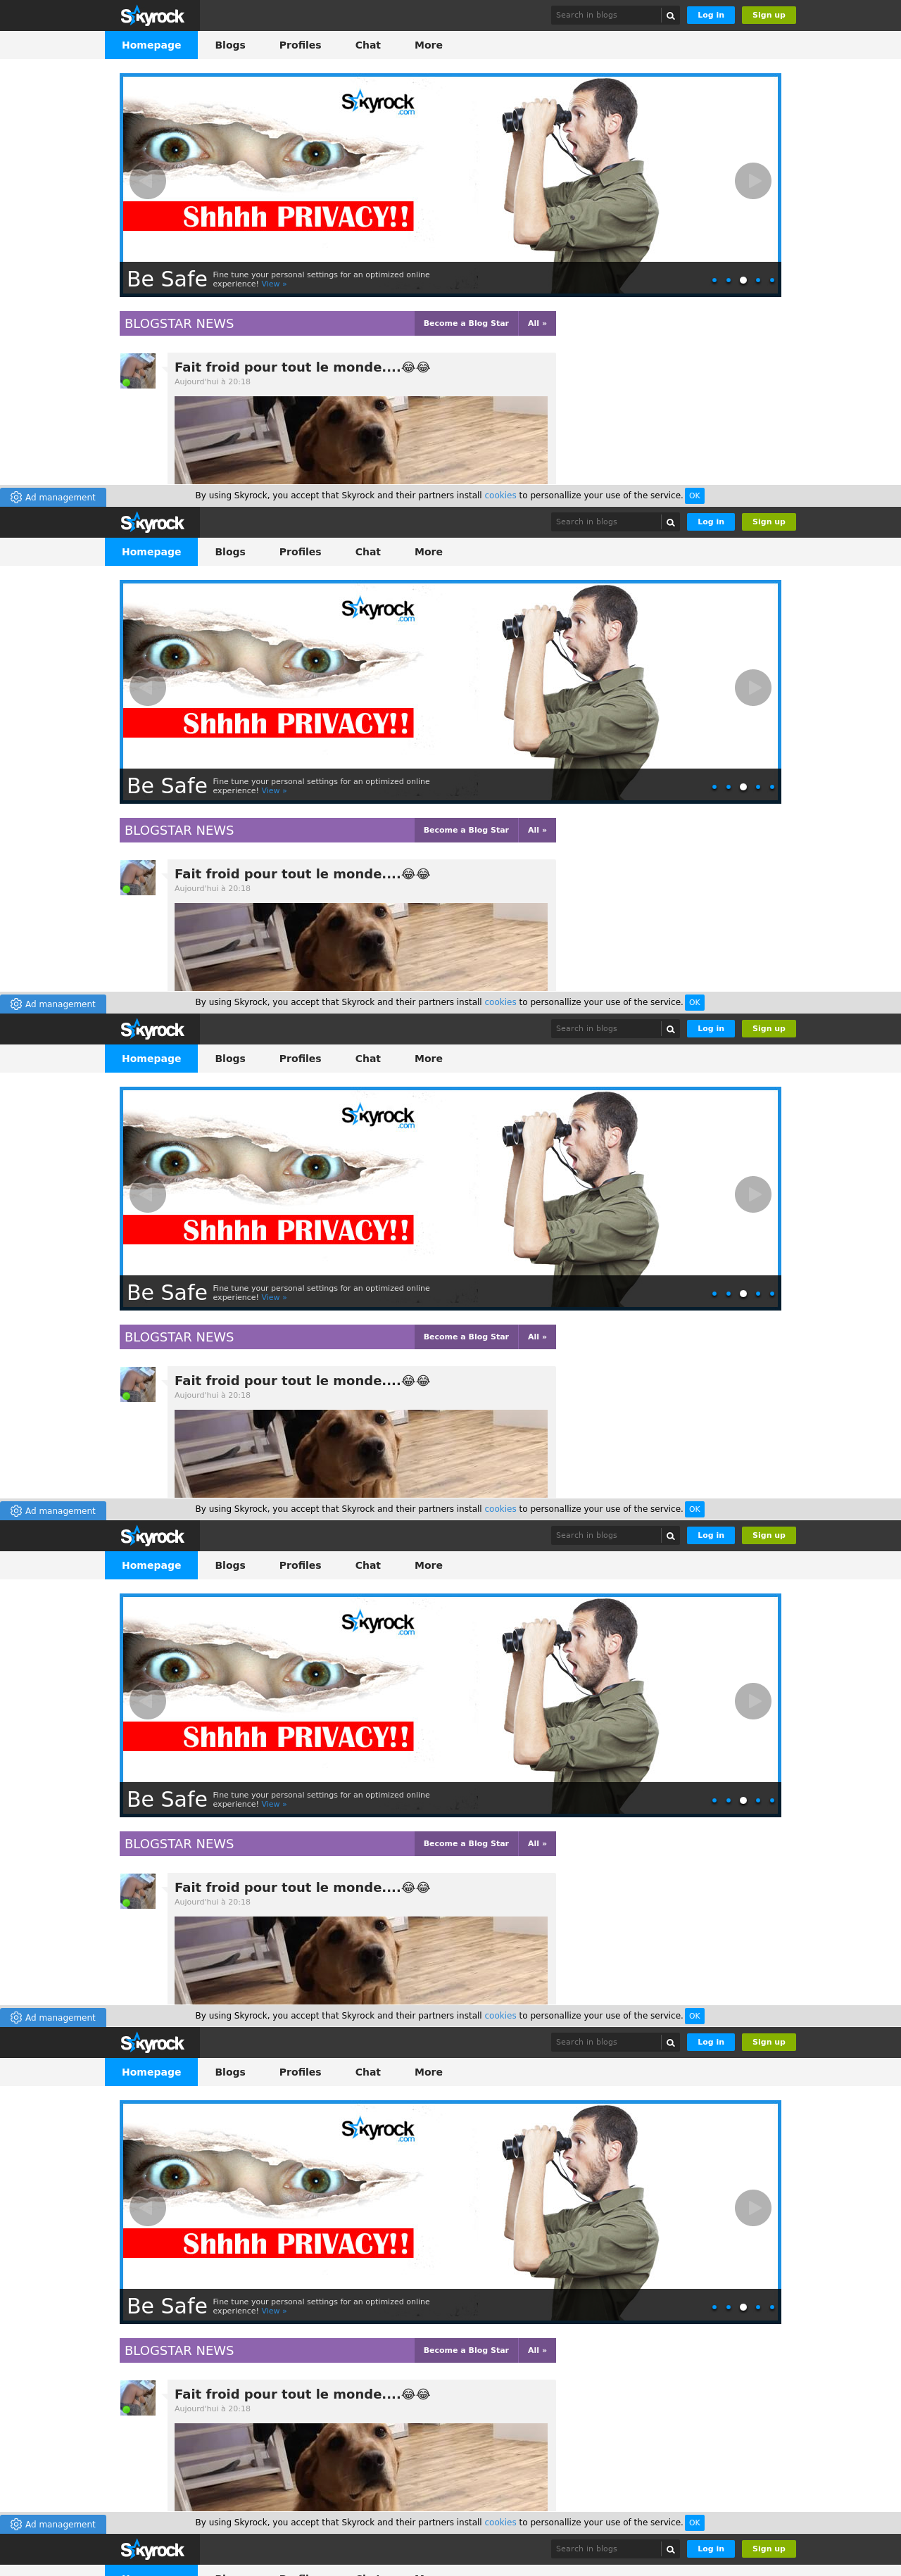 Skyrock
Search in blogs
Log in
Sign up
Homepage
Blogs
Profiles
Chat
More
Skyrock
.com
Shhhh PRIVACY!!
Be Safe
Fine tune your personal settings for an optimized online
experience! View »
BLOGSTAR NEWS
Become a Blog Star
All »
Fait froid pour tout le monde....😂😂
Aujourd'hui à 20:18
Ad management
By using Skyrock, you accept that Skyrock and their partners install cookies to personallize your use of the service. OK
Skyrock
Search in blogs
Log in
Sign up
Homepage
Blogs
Profiles
Chat
More
Skyrock
.com
Shhhh PRIVACY!!
Be Safe
Fine tune your personal settings for an optimized online
experience! View »
BLOGSTAR NEWS
Become a Blog Star
All »
Fait froid pour tout le monde....😂😂
Aujourd'hui à 20:18
Ad management
By using Skyrock, you accept that Skyrock and their partners install cookies to personallize your use of the service. OK
Skyrock
Search in blogs
Log in
Sign up
Homepage
Blogs
Profiles
Chat
More
Skyrock
.com
Shhhh PRIVACY!!
Be Safe
Fine tune your personal settings for an optimized online
experience! View »
BLOGSTAR NEWS
Become a Blog Star
All »
Fait froid pour tout le monde....😂😂
Aujourd'hui à 20:18
Ad management
By using Skyrock, you accept that Skyrock and their partners install cookies to personallize your use of the service. OK
Skyrock
Search in blogs
Log in
Sign up
Homepage
Blogs
Profiles
Chat
More
Skyrock
.com
Shhhh PRIVACY!!
Be Safe
Fine tune your personal settings for an optimized online
experience! View »
BLOGSTAR NEWS
Become a Blog Star
All »
Fait froid pour tout le monde....😂😂
Aujourd'hui à 20:18
Ad management
By using Skyrock, you accept that Skyrock and their partners install cookies to personallize your use of the service. OK
Skyrock
Search in blogs
Log in
Sign up
Homepage
Blogs
Profiles
Chat
More
Skyrock
.com
Shhhh PRIVACY!!
Be Safe
Fine tune your personal settings for an optimized online
experience! View »
BLOGSTAR NEWS
Become a Blog Star
All »
Fait froid pour tout le monde....😂😂
Aujourd'hui à 20:18
Ad management
By using Skyrock, you accept that Skyrock and their partners install cookies to personallize your use of the service. OK
Skyrock
Search in blogs
Log in
Sign up